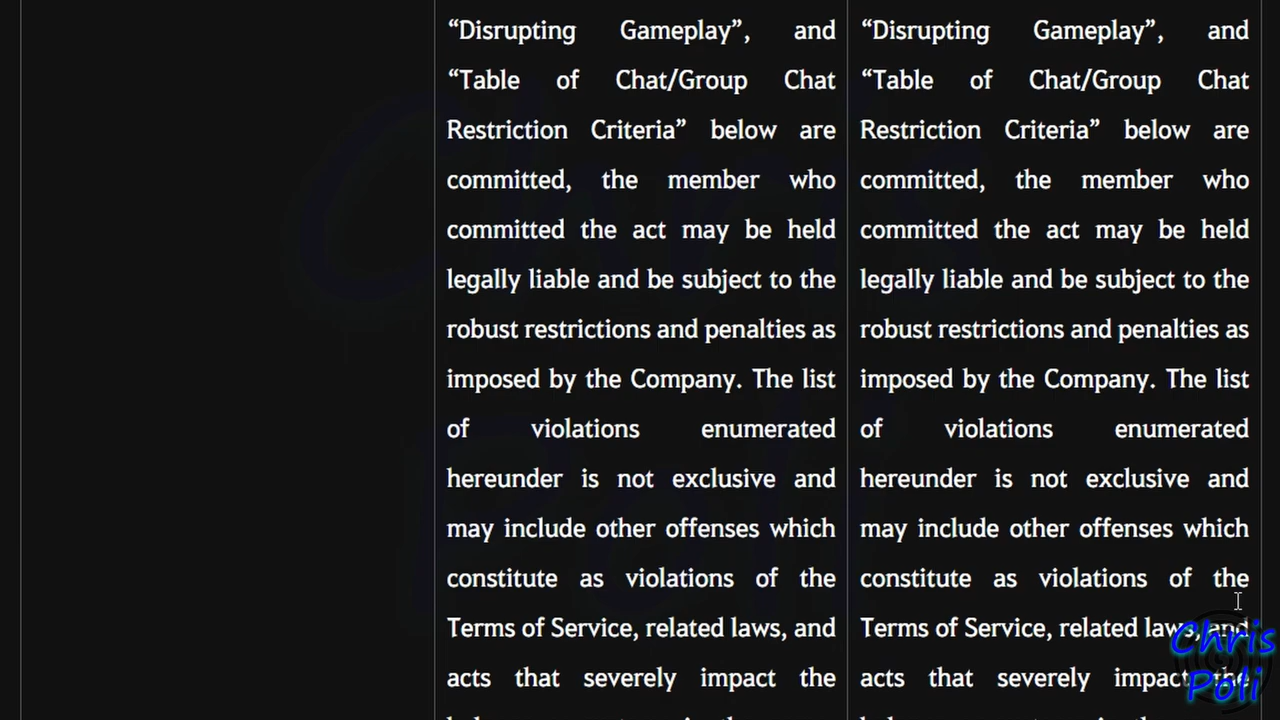 “Disrupting Gameplay”, and
“Table of Chat/Group Chat
Restriction Criteria” below are
committed, the member who
committed the act may be held
legally liable and be subject to the
robust restrictions and penalties as
imposed by the Company. The list
of violations enumerated
hereunder is not exclusive and
may include other offenses which
constitute as violations of the
Terms of Service, related laws, and
acts that severely impact the
“Disrupting Gameplay”, and
“Table of Chat/Group Chat
Restriction Criteria” below are
committed, the member who
committed the act may be held
legally liable and be subject to the
robust restrictions and penalties as
imposed by the Company. The list
of violations enumerated
hereunder is not exclusive and
may include other offenses which
constitute as violations of the
Terms of Service, related laws, and
acts that severely impact the
Chris
Poli